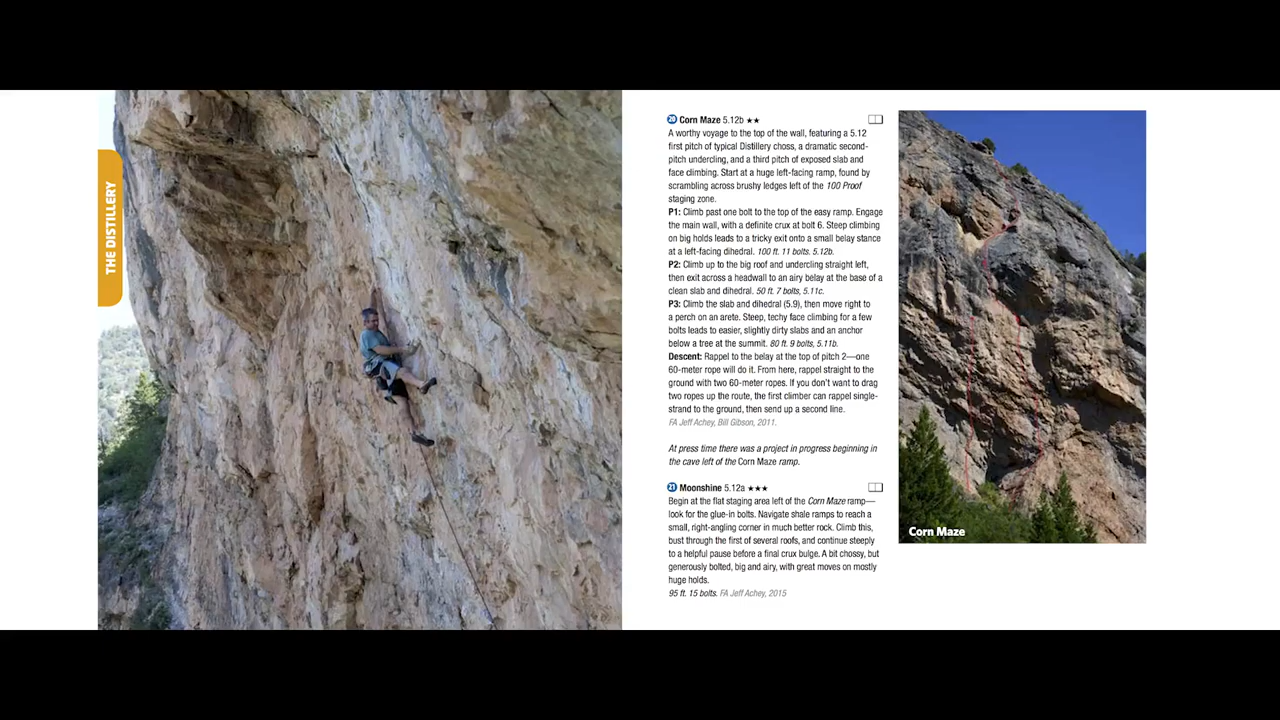 THE DISTILLERY
20 Corn Maze 5.12b ★★
A worthy voyage to the top of the wall, featuring a 5.12
first pitch of typical Distillery choss, a dramatic second-
pitch undercling, and a third pitch of exposed slab and
face climbing. Start at a huge left-facing ramp, found by
scrambling across brushy ledges left of the 100 Proof
staging zone.
P1: Climb past one bolt to the top of the easy ramp. Engage
the main wall, with a definite crux at bolt 6. Steep climbing
on big holds leads to a tricky exit onto a small belay stance
at a left-facing dihedral. 100 ft. 11 bolts. 5.12b.
P2: Climb up to the big roof and undercling straight left,
then exit across a headwall to an airy belay at the base of a
clean slab and dihedral. 50 ft. 7 bolts, 5.11c.
P3: Climb the slab and dihedral (5.9), then move right to
a perch on an arete. Steep, techy face climbing for a few
bolts leads to easier, slightly dirty slabs and an anchor
below a tree at the summit. 80 ft. 9 bolts, 5.11b.
Descent: Rappel to the belay at the top of pitch 2—one
60-meter rope will do it. From here, rappel straight to the
ground with two 60-meter ropes. If you don't want to drag
two ropes up the route, the first climber can rappel single-
strand to the ground, then send up a second line.
FA Jeff Achey, Bill Gibson, 2011.
At press time there was a project in progress beginning in
the cave left of the Corn Maze ramp.
21 Moonshine 5.12a ★★★
Begin at the flat staging area left of the Corn Maze ramp—
look for the glue-in bolts. Navigate shale ramps to reach a
small, right-angling corner in much better rock. Climb this,
bust through the first of several roofs, and continue steeply
to a helpful pause before a final crux bulge. A bit chossy, but
generously bolted, big and airy, with great moves on mostly
huge holds.
95 ft. 15 bolts. FA Jeff Achey, 2015
Corn Maze